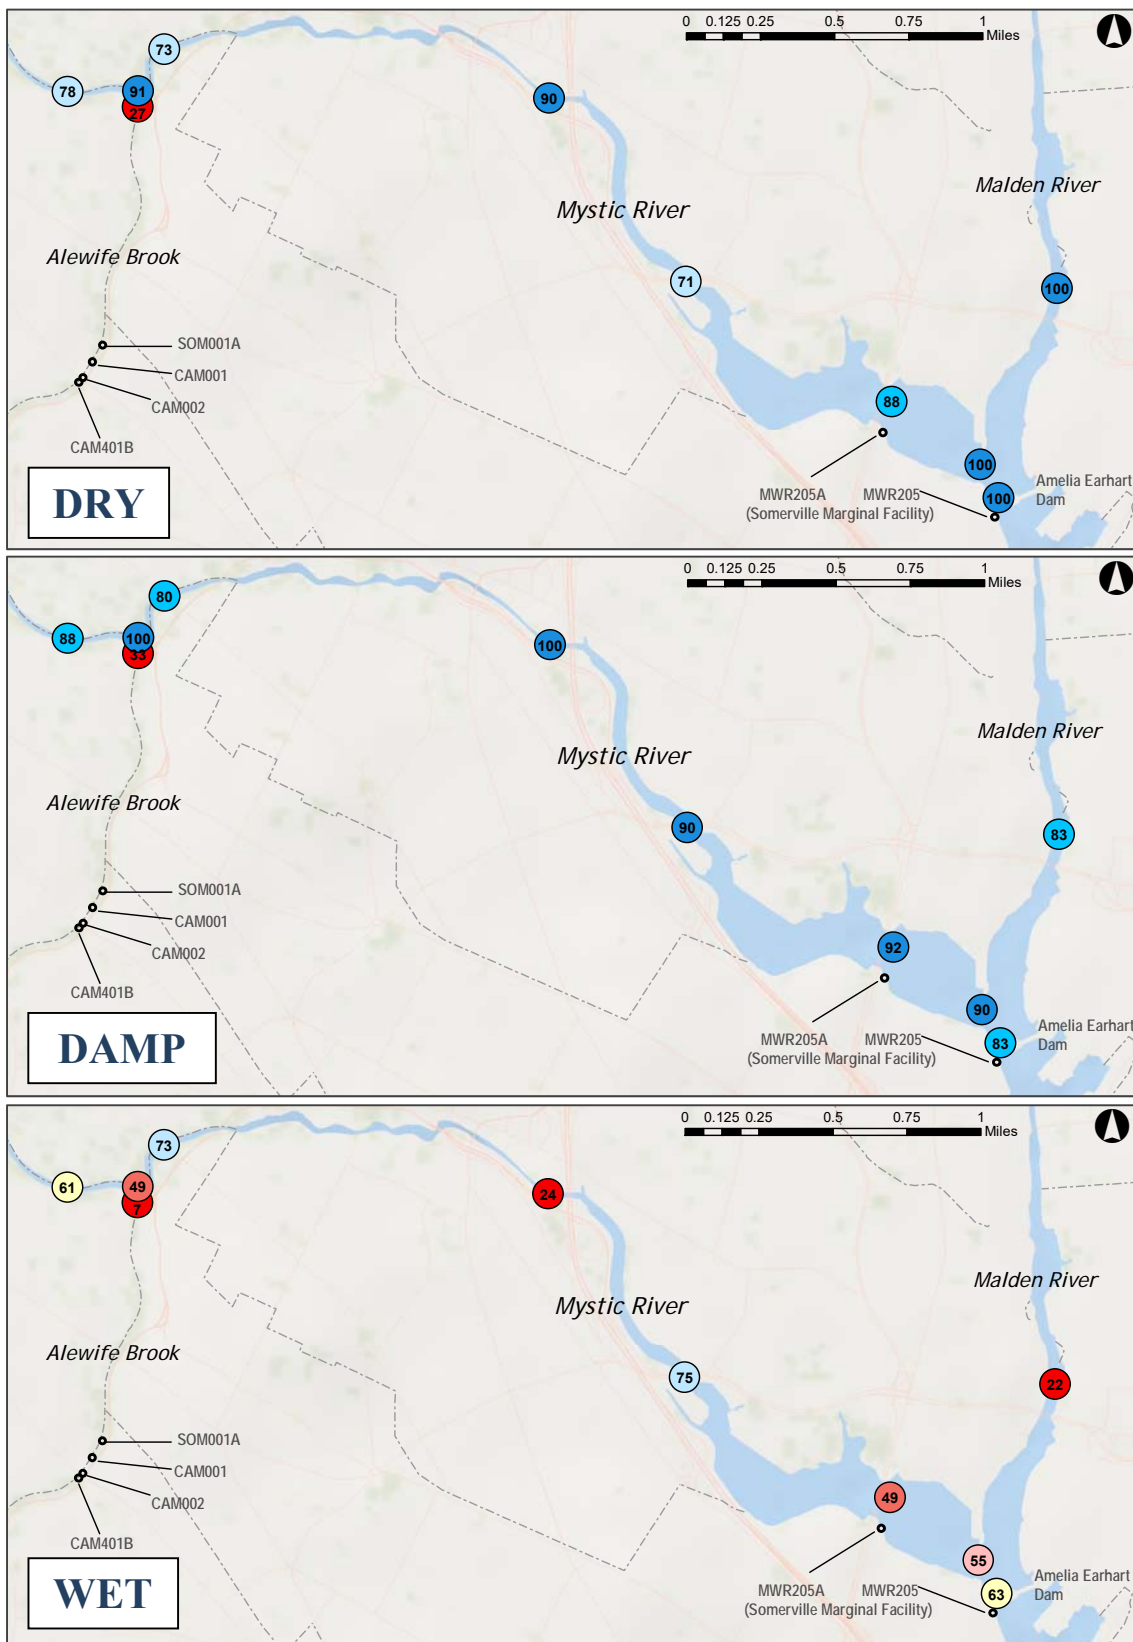 0 0.125 0.25 0.5 0.75 1
Miles
73
78
91
27
90
Malden River
Mystic River
Alewife Brook
71
100
SOM001A
CAM001
CAM002
CAM401B
88
100
100
MWR205A MWR205
(Somerville Marginal Facility)
Amelia Earhart
Dam
DRY
0 0.125 0.25 0.5 0.75 1
Miles
80
88
100
33
100
Malden River
Mystic River
Alewife Brook
90
83
SOM001A
CAM001
CAM002
CAM401B
92
90
83
MWR205A MWR205
(Somerville Marginal Facility)
Amelia Earhart
Dam
DAMP
0 0.125 0.25 0.5 0.75 1
Miles
73
61
49
7
24
Malden River
Mystic River
Alewife Brook
75
22
SOM001A
CAM001
CAM002
CAM401B
49
55
63
MWR205A MWR205
(Somerville Marginal Facility)
Amelia Earhart
Dam
WET